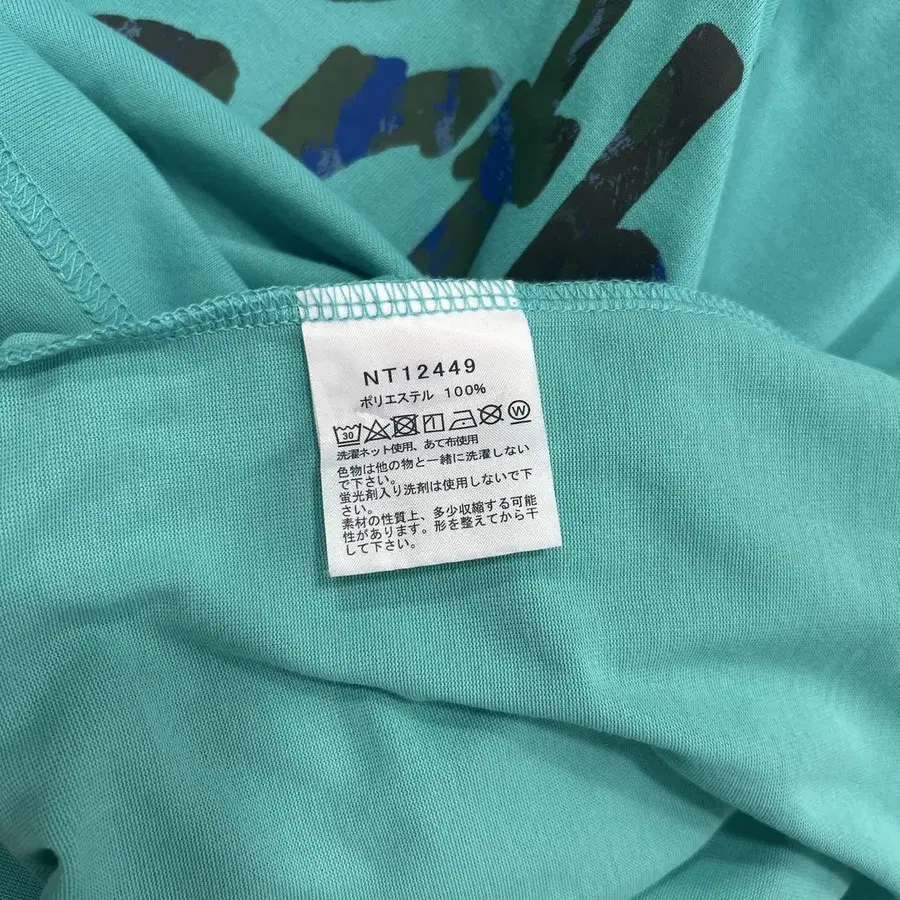 NT12449
ポリエステル 100%
30 W
洗濯ネット使用、あて布使用
色物は他の物と一緒に洗濯しない
で下さい。
蛍光剤入り洗剤は使用しないで下
さい。
素材の性質上、多少収縮する可能
性があります。形を整えてから干
して下さい。